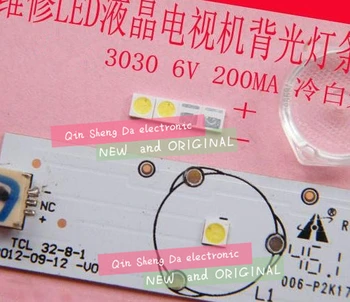 维修LED液晶电视机背光灯条
3030 6V 200MA 冷白
+
Qin Sheng Da electronic
NEW and ORIGINAL
−
NC
TCL 32-8-1
2012-09-12 -V0
Qin Sheng Da electronic
NEW and ORIGINAL
L1
006-P2K17